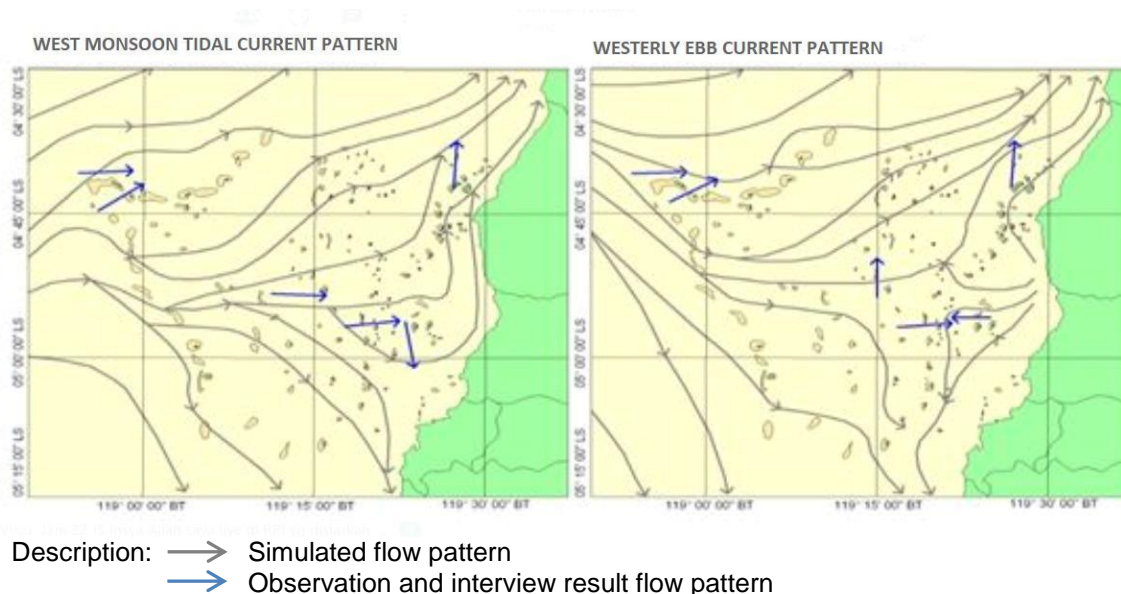 WEST MONSOON TIDAL CURRENT PATTERN
WESTERLY EBB CURRENT PATTERN
04° 30' 00" LS
04° 45' 00" LS
05° 00' 00" LS
05° 15' 00" LS
119° 00' 00" BT
119° 15' 00" BT
119° 30' 00" BT
04° 30' 00" LS
04° 45' 00" LS
05° 00' 00" LS
05° 15' 00" LS
119° 00' 00" BT
119° 15' 00" BT
119° 30' 00" BT
Description:
Simulated flow pattern
Observation and interview result flow pattern